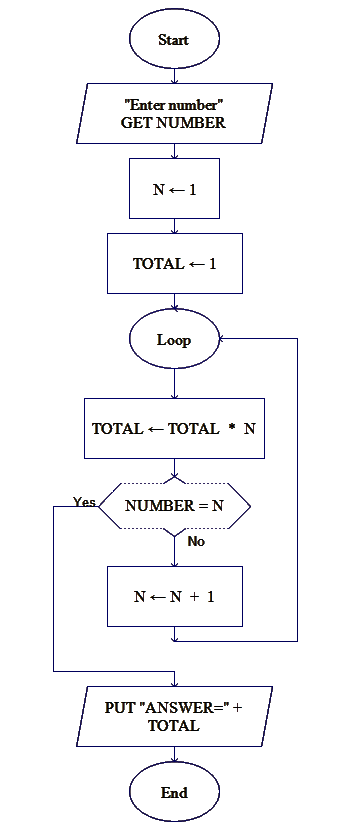 Start
"Enter number"
GET NUMBER
N ← 1
TOTAL ← 1
Loop
TOTAL ← TOTAL * N
Yes
NUMBER = N
No
N ← N + 1
PUT "ANSWER=" +
TOTAL
End